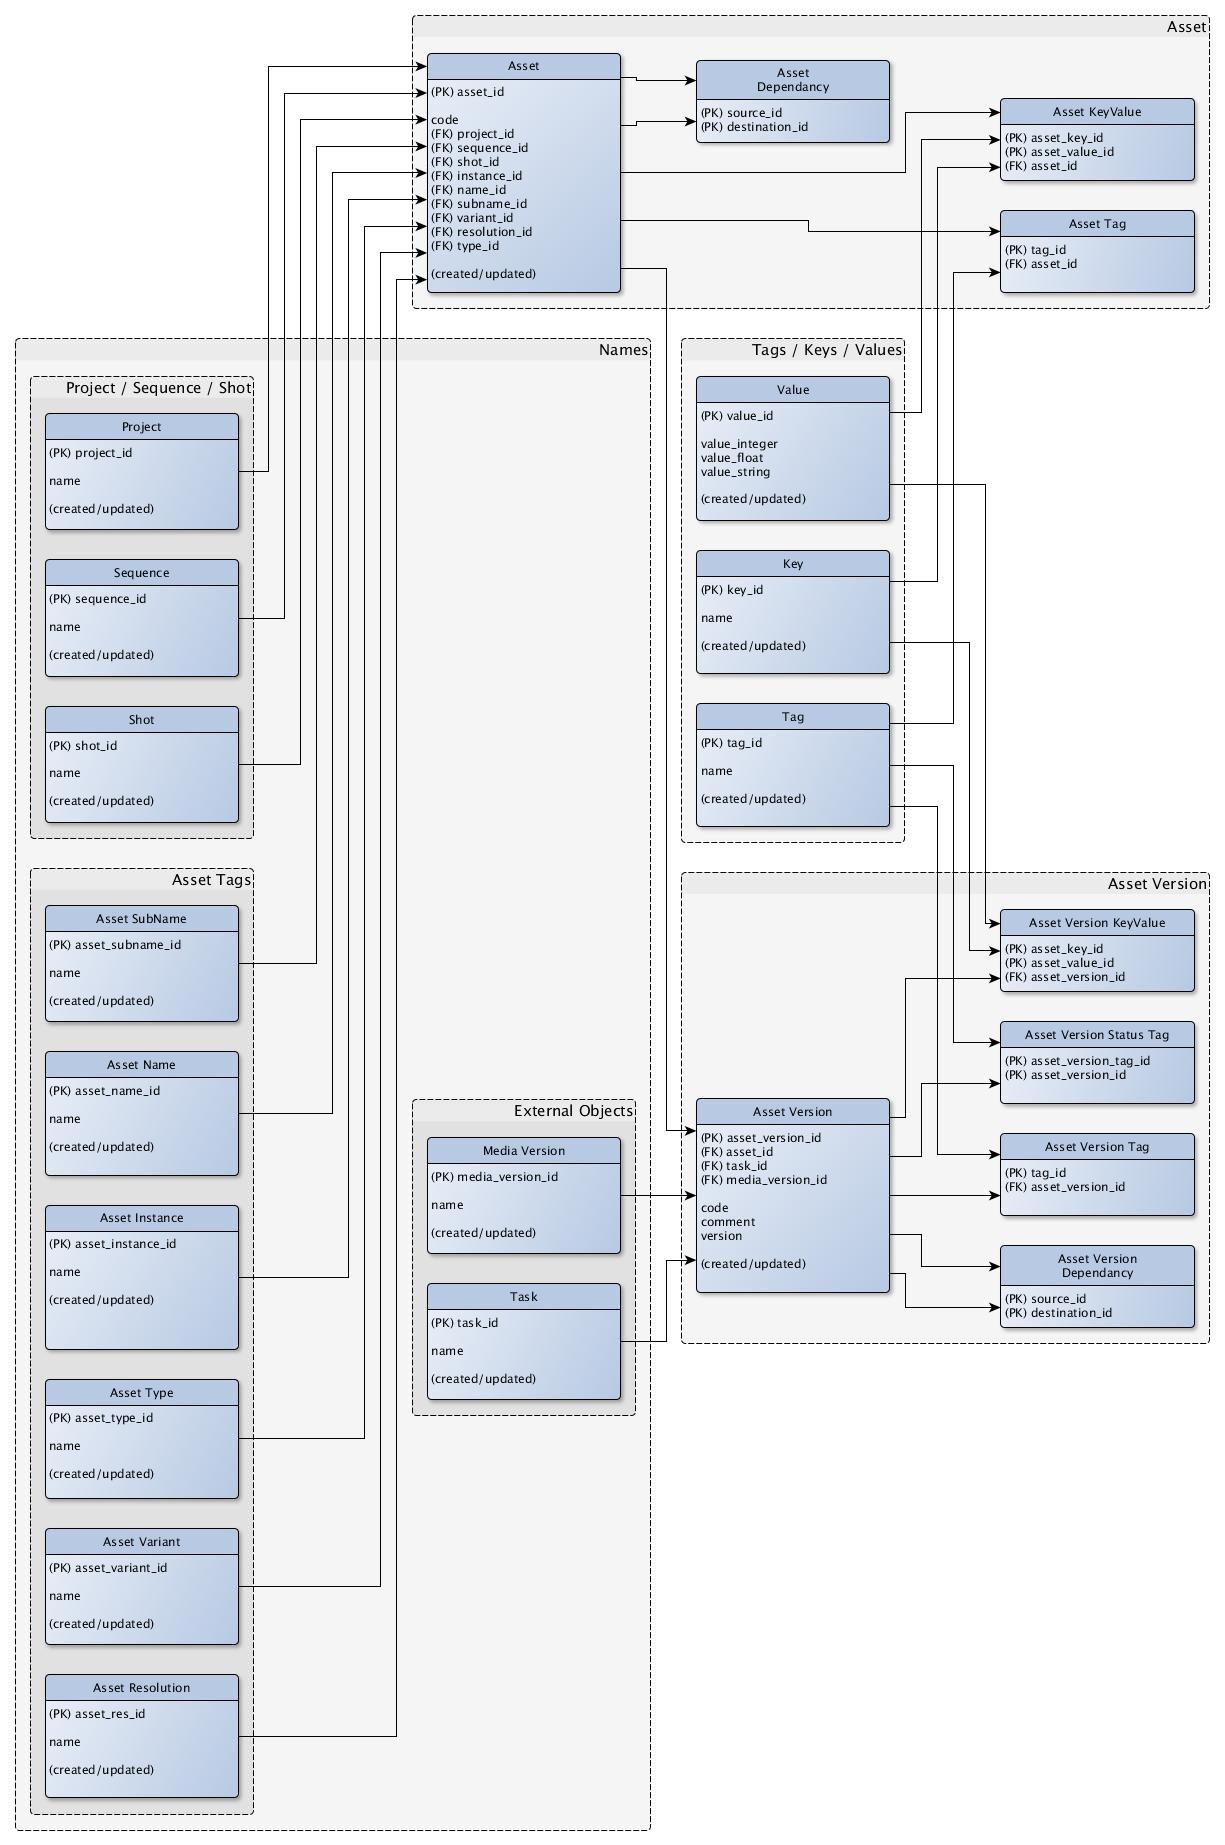 Asset
Asset
(PK) asset_id
code
(FK) project_id
(FK) sequence_id
(FK) shot_id
(FK) instance_id
(FK) name_id
(FK) subname_id
(FK) variant_id
(FK) resolution_id
(FK) type_id
(created/updated)
Asset
Dependancy
(PK) source_id
(PK) destination_id
Asset KeyValue
(PK) asset_key_id
(PK) asset_value_id
(FK) asset_id
Asset Tag
(PK) tag_id
(FK) asset_id
Names
Project / Sequence / Shot
Project
(PK) project_id
name
(created/updated)
Sequence
(PK) sequence_id
name
(created/updated)
Shot
(PK) shot_id
name
(created/updated)
Asset Tags
Asset SubName
(PK) asset_subname_id
name
(created/updated)
Asset Name
(PK) asset_name_id
name
(created/updated)
Asset Instance
(PK) asset_instance_id
name
(created/updated)
Asset Type
(PK) asset_type_id
name
(created/updated)
Asset Variant
(PK) asset_variant_id
name
(created/updated)
Asset Resolution
(PK) asset_res_id
name
(created/updated)
External Objects
Media Version
(PK) media_version_id
name
(created/updated)
Task
(PK) task_id
name
(created/updated)
Tags / Keys / Values
Value
(PK) value_id
value_integer
value_float
value_string
(created/updated)
Key
(PK) key_id
name
(created/updated)
Tag
(PK) tag_id
name
(created/updated)
Asset Version
Asset Version
(PK) asset_version_id
(FK) asset_id
(FK) task_id
(FK) media_version_id
code
comment
version
(created/updated)
Asset Version KeyValue
(PK) asset_key_id
(PK) asset_value_id
(FK) asset_version_id
Asset Version Status Tag
(PK) asset_version_tag_id
(PK) asset_version_id
Asset Version Tag
(PK) tag_id
(FK) asset_version_id
Asset Version
Dependancy
(PK) source_id
(PK) destination_id